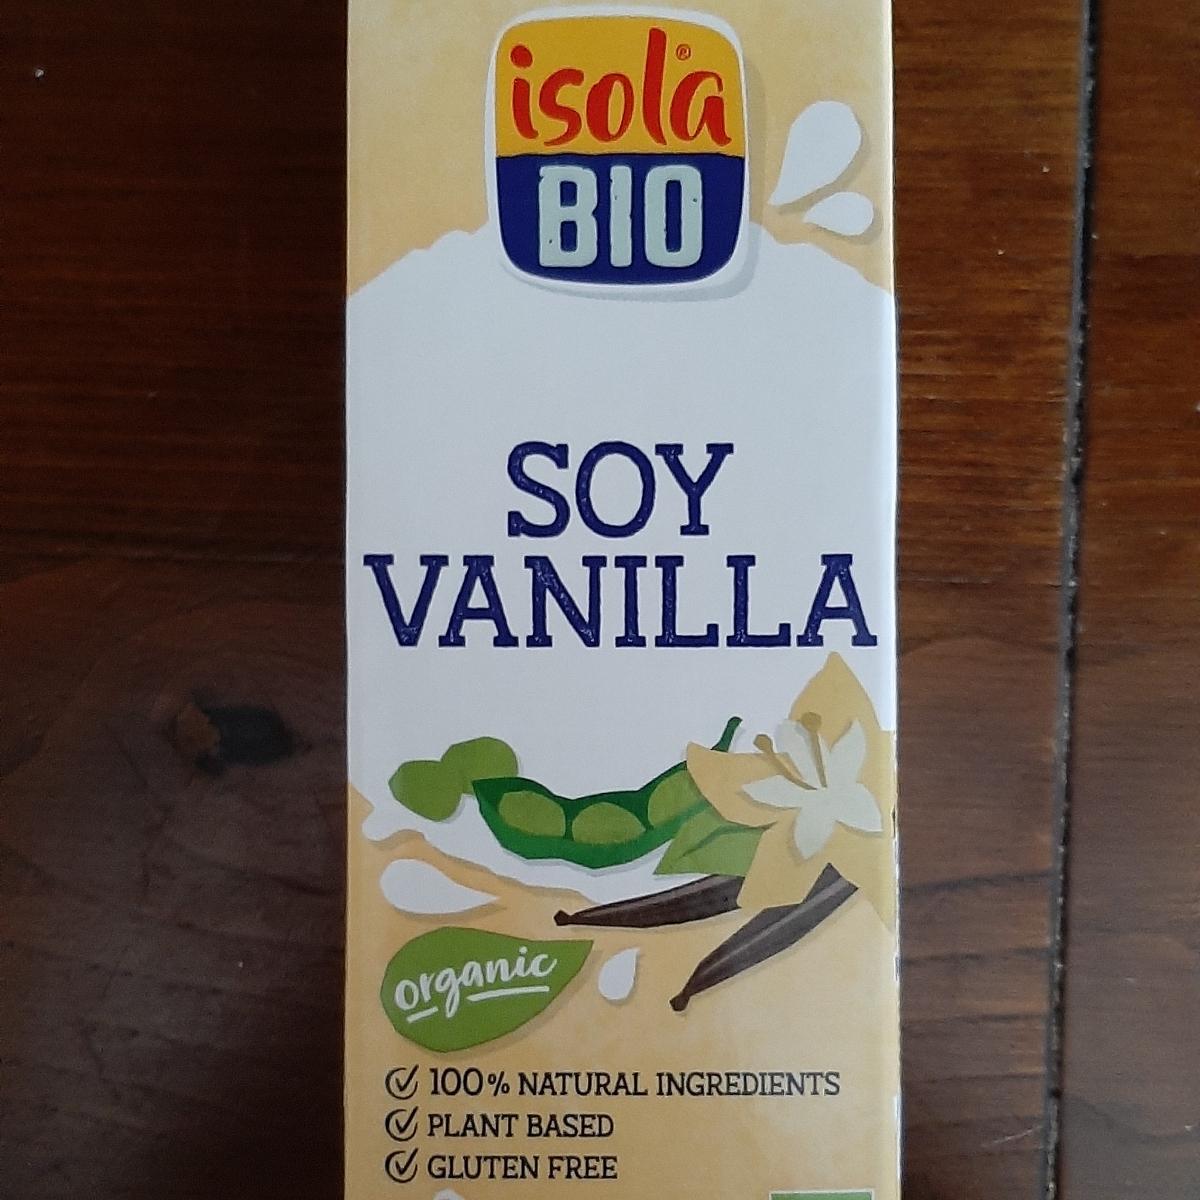 isola®
BIO
SOY
VANILLA
organic
100% NATURAL INGREDIENTS
PLANT BASED
GLUTEN FREE